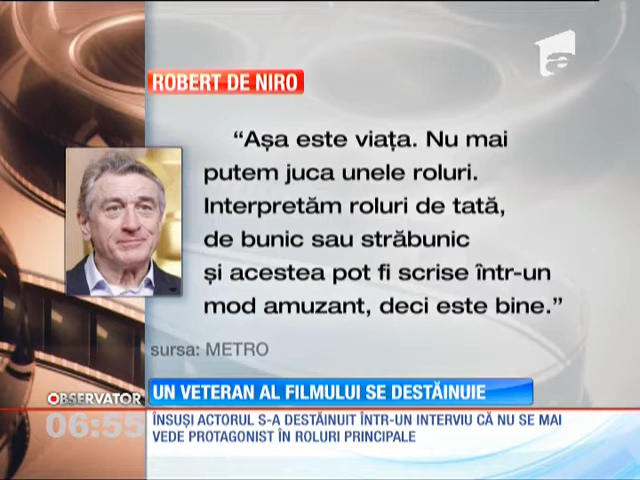 ROBERT DE NIRO
“Așa este viața. Nu mai
putem juca unele roluri.
Interpretăm roluri de tată,
de bunic sau străbunic
și acestea pot fi scrise într-un
mod amuzant, deci este bine.”
sursa: METRO
UN VETERAN AL FILMULUI SE DESTĂINUIE
OBSERVATOR
06:55
ÎNSUȘI ACTORUL S-A DESTĂINUIT ÎNTR-UN INTERVIU CĂ NU SE MAI
VEDE PROTAGONIST ÎN ROLURI PRINCIPALE